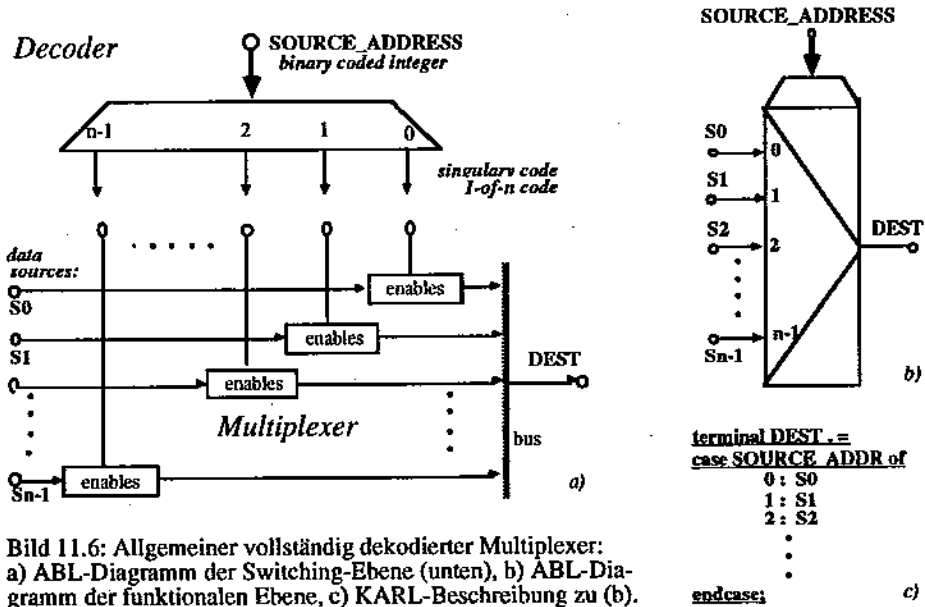 Decoder
SOURCE_ADDRESS
binary coded integer
n-1 2 1 0
singulary code
1-of-n code
data
sources:
S0
enables
S1
enables
enables
DEST
Multiplexer
bus
Sn-1
enables
a)
SOURCE_ADDRESS
S0
0
S1
1
S2
2
DEST
n-1
Sn-1
b)
terminal DEST .=
case SOURCE_ADDR of
0 : S0
1 : S1
2 : S2
endcase;
c)
Bild 11.6: Allgemeiner vollständig dekodierter Multiplexer:
a) ABL-Diagramm der Switching-Ebene (unten), b) ABL-Dia-
gramm der funktionalen Ebene, c) KARL-Beschreibung zu (b).